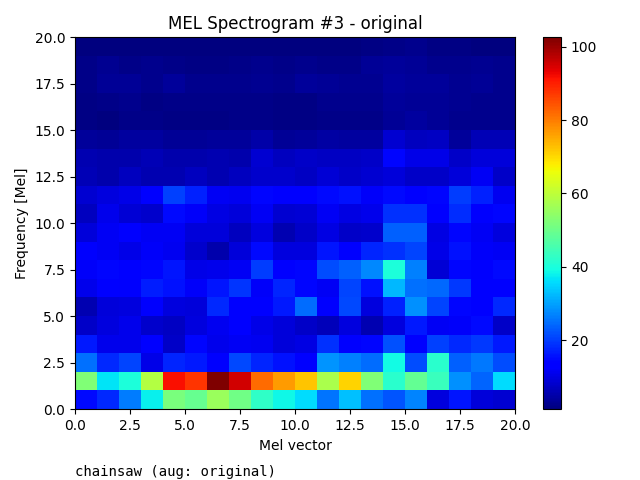 MEL Spectrogram #3 - original
20.0
17.5
15.0
12.5
10.0
7.5
5.0
2.5
0.0
Frequency [Mel]
0.0 2.5 5.0 7.5 10.0 12.5 15.0 17.5 20.0
Mel vector
100
80
60
40
20
chainsaw (aug: original)